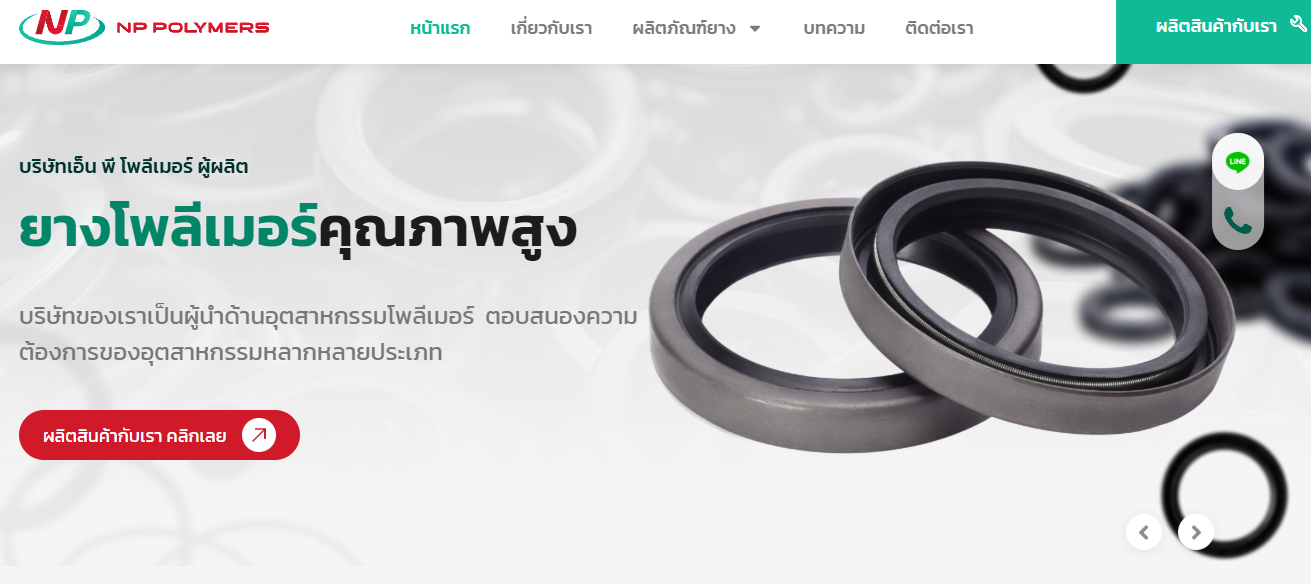 NP NP POLYMERS
หน้าแรก
เกี่ยวกับเรา
ผลิตภัณฑ์ยาง
บทความ
ติดต่อเรา
ผลิตสินค้ากับเรา
บริษัทเอ็น พี โพลีเมอร์ ผู้ผลิต
ยางโพลีเมอร์คุณภาพสูง
LINE
บริษัทของเราเป็นผู้นำด้านอุตสาหกรรมโพลีเมอร์ ตอบสนองความ
ต้องการของอุตสาหกรรมหลากหลายประเภท
ผลิตสินค้ากับเรา คลิกเลย